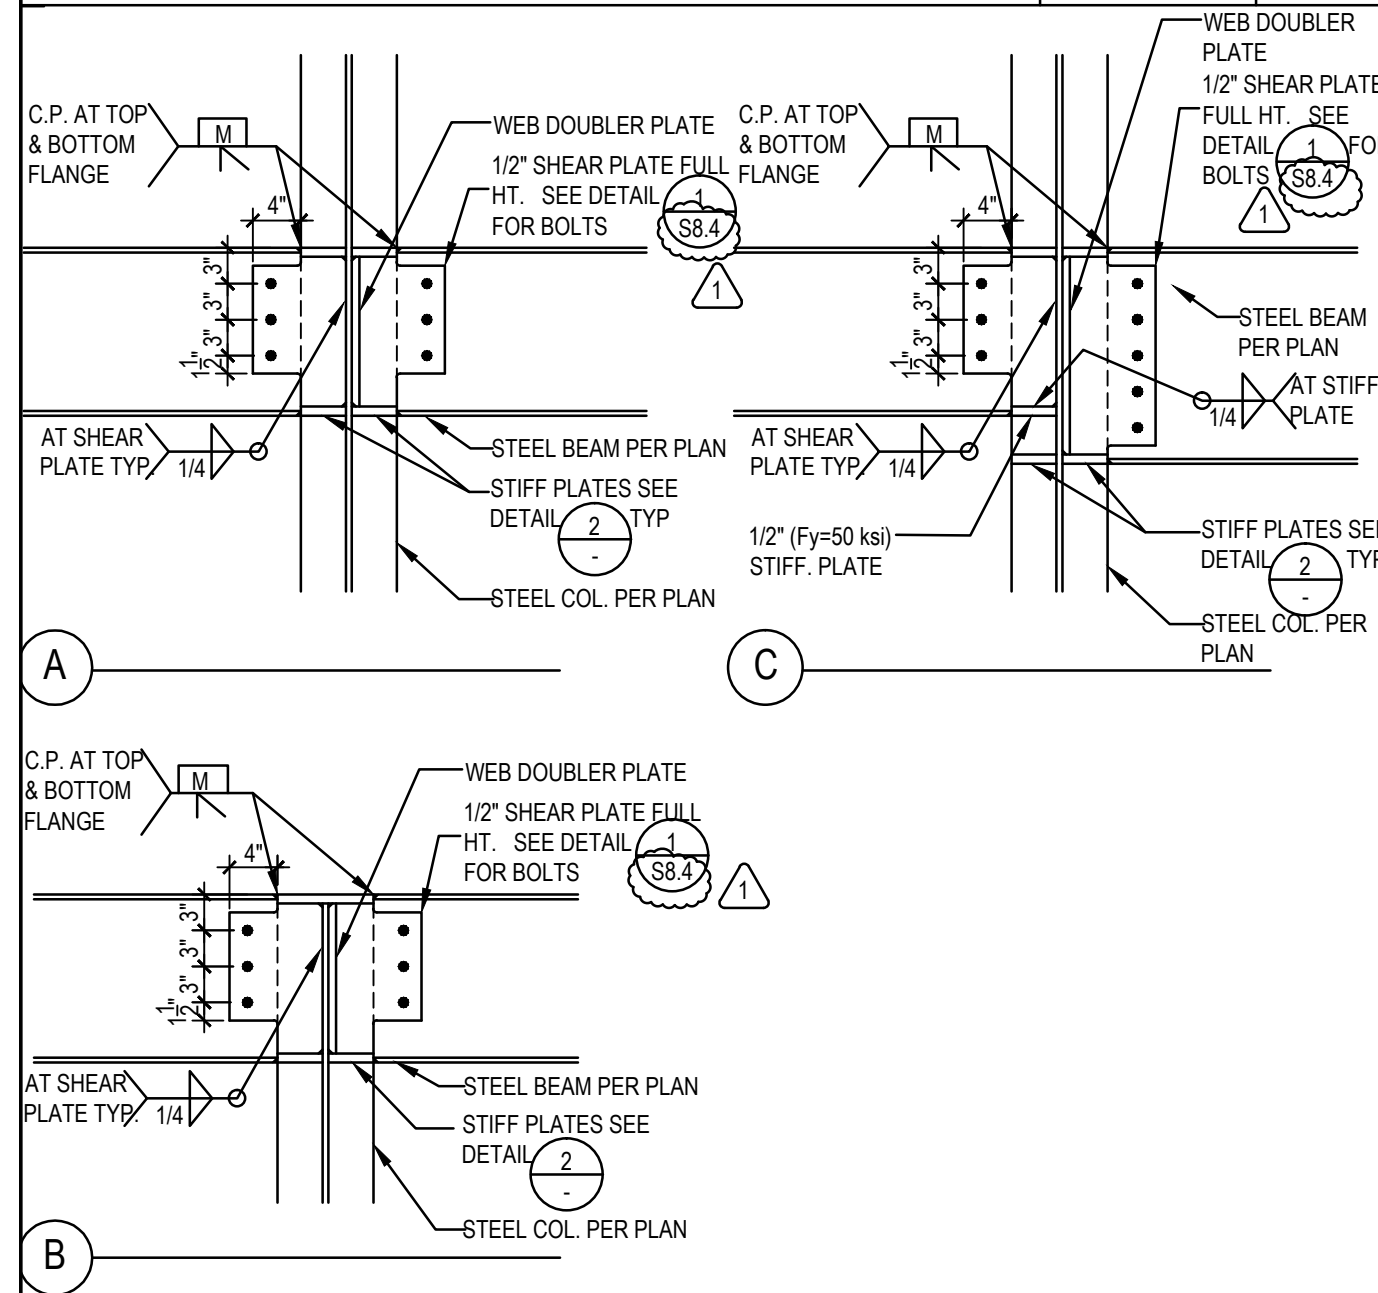 C.P. AT TOP
& BOTTOM
FLANGE
M
4"
3"
3"
3"
1 1/2"
WEB DOUBLER PLATE
1/2" SHEAR PLATE FULL
HT. SEE DETAIL
FOR BOLTS
1
S8.4
1
AT SHEAR
PLATE TYP.
1/4
STEEL BEAM PER PLAN
STIFF PLATES SEE
DETAIL 2 TYP
-
STEEL COL. PER PLAN
A
C.P. AT TOP
& BOTTOM
FLANGE
M
4"
3"
3"
3"
1 1/2"
WEB DOUBLER
PLATE
1/2" SHEAR PLATE
FULL HT. SEE
DETAIL 1 FO
BOLTS S8.4
1
STEEL BEAM
PER PLAN
AT STIFF
PLATE
1/4
AT SHEAR
PLATE TYP.
1/4
1/2" (Fy=50 ksi)
STIFF. PLATE
STIFF PLATES SE
DETAIL 2 TY
-
STEEL COL. PER
PLAN
C
C.P. AT TOP
& BOTTOM
FLANGE
M
4"
3"
3"
3"
1 1/2"
WEB DOUBLER PLATE
1/2" SHEAR PLATE FULL
HT. SEE DETAIL
FOR BOLTS
1
S8.4
1
AT SHEAR
PLATE TYP.
1/4
STEEL BEAM PER PLAN
STIFF PLATES SEE
DETAIL 2
-
STEEL COL. PER PLAN
B